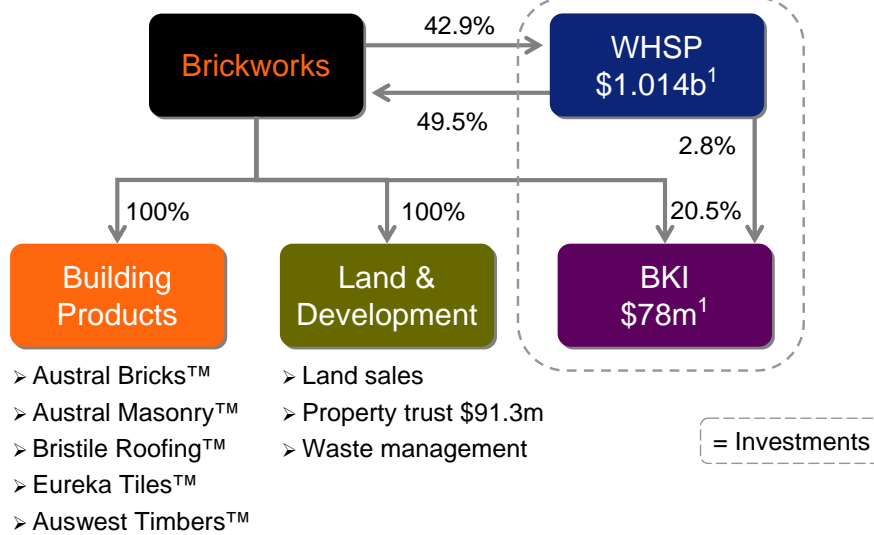 Brickworks
42.9%
WHSP
$1.014b¹
49.5%
2.8%
100%
100%
20.5%
Building
Products
Land &
Development
BKI
$78m¹
➢ Austral Bricks™
➢ Austral Masonry™
➢ Bristile Roofing™
➢ Eureka Tiles™
➢ Auswest Timbers™
➢ Land sales
➢ Property trust $91.3m
➢ Waste management
= Investments